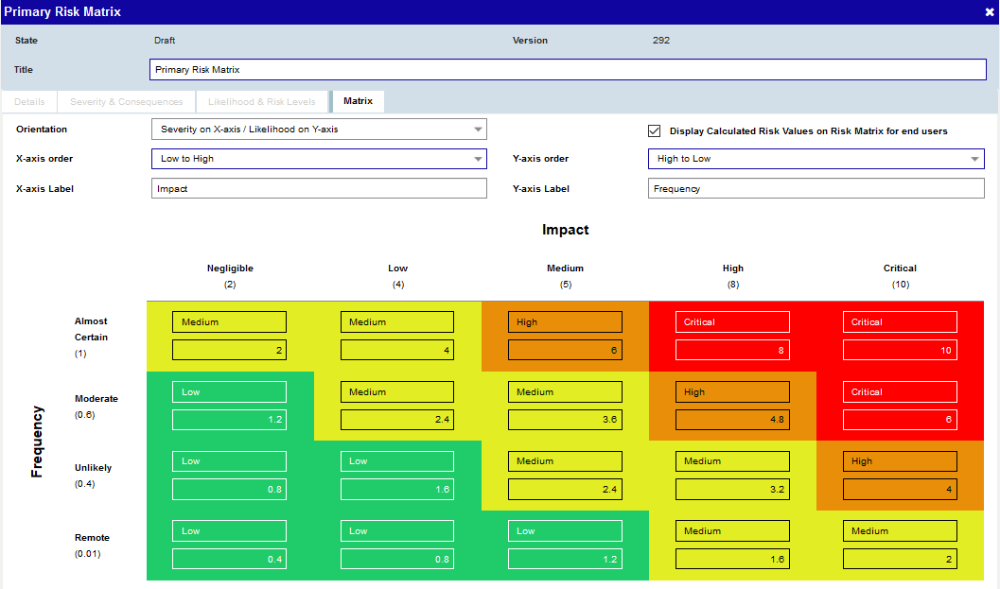 Primary Risk Matrix
State Draft Version 292
Title Primary Risk Matrix
Details Severity & Consequences Likelihood & Risk Levels Matrix
Orientation Severity on X-axis / Likelihood on Y-axis Display Calculated Risk Values on Risk Matrix for end users
X-axis order Low to High Y-axis order High to Low
X-axis Label Impact Y-axis Label Frequency
Impact
Negligible Low Medium High Critical
(2) (4) (5) (8) (10)
Almost Certain (1)
Medium Medium High Critical Critical
2 4 6 8 10
Frequency
Moderate (0.6)
Low Medium Medium High Critical
1.2 2.4 3.6 4.8 6
Unlikely (0.4)
Low Low Medium Medium High
0.8 1.6 2.4 3.2 4
Remote (0.01)
Low Low Low Medium Medium
0.4 0.8 1.2 1.6 2